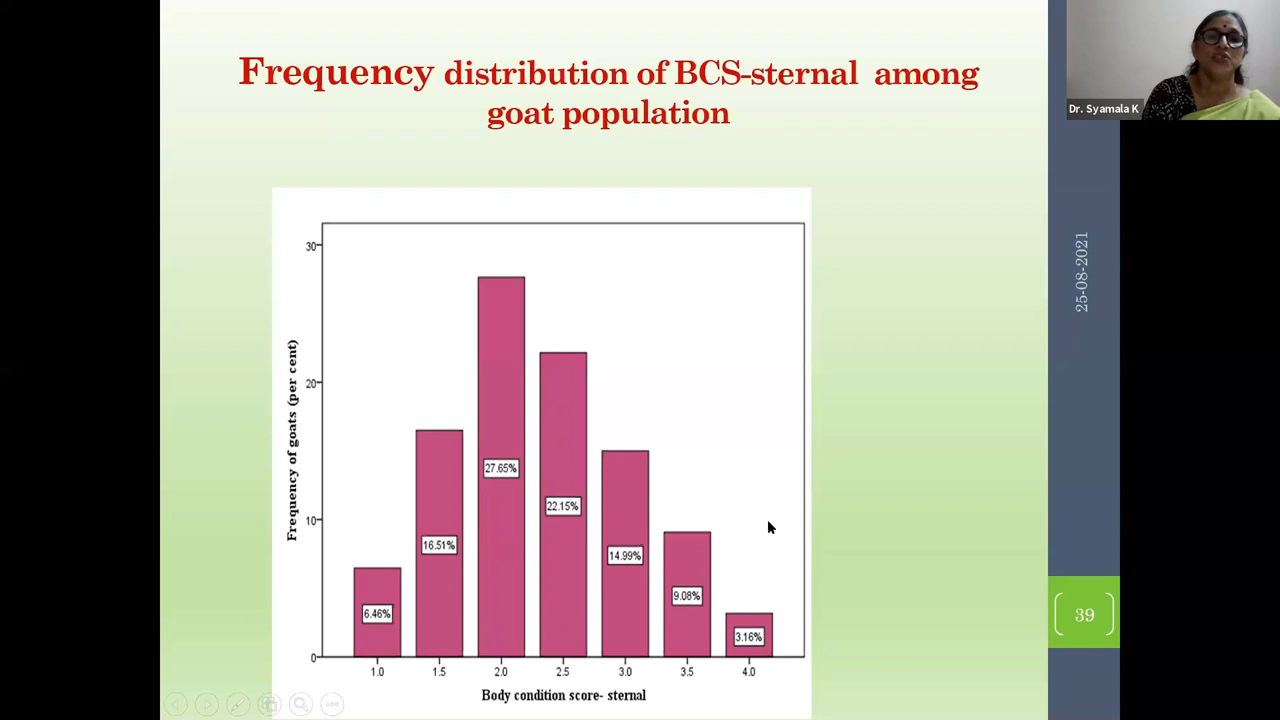 Frequency distribution of BCS-sternal among
goat population
Dr. Syamala K
25-08-2021
39
Frequency of goats (per cent)
30
20
10
0
6.46%
16.51%
27.65%
22.15%
14.99%
9.08%
3.16%
1.0 1.5 2.0 2.5 3.0 3.5 4.0
Body condition score- sternal